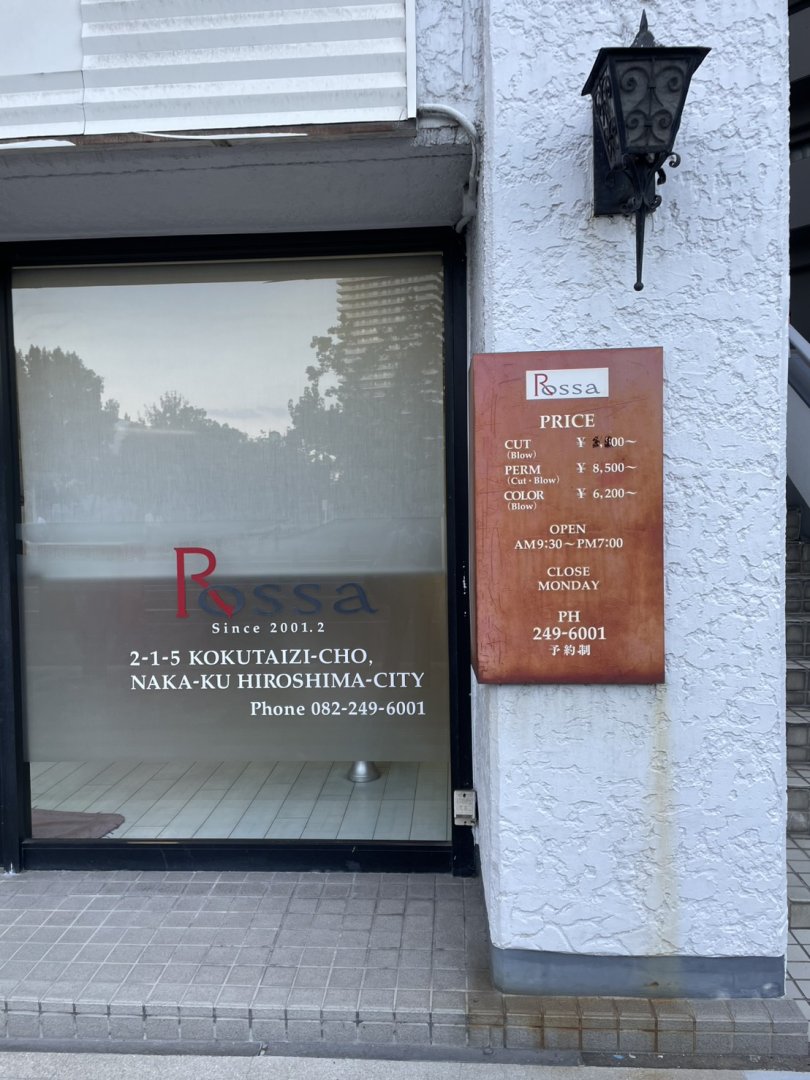 Rossa
Since 2001.2
2-1-5 KOKUTAIZI-CHO,
NAKA-KU HIROSHIMA-CITY
Phone 082-249-6001
Rossa
PRICE
CUT ¥ 00~
(Blow)
PERM ¥ 8,500~
(Cut・Blow)
COLOR ¥ 6,200~
(Blow)
OPEN
AM9:30~PM7:00
CLOSE
MONDAY
PH
249-6001
予約制